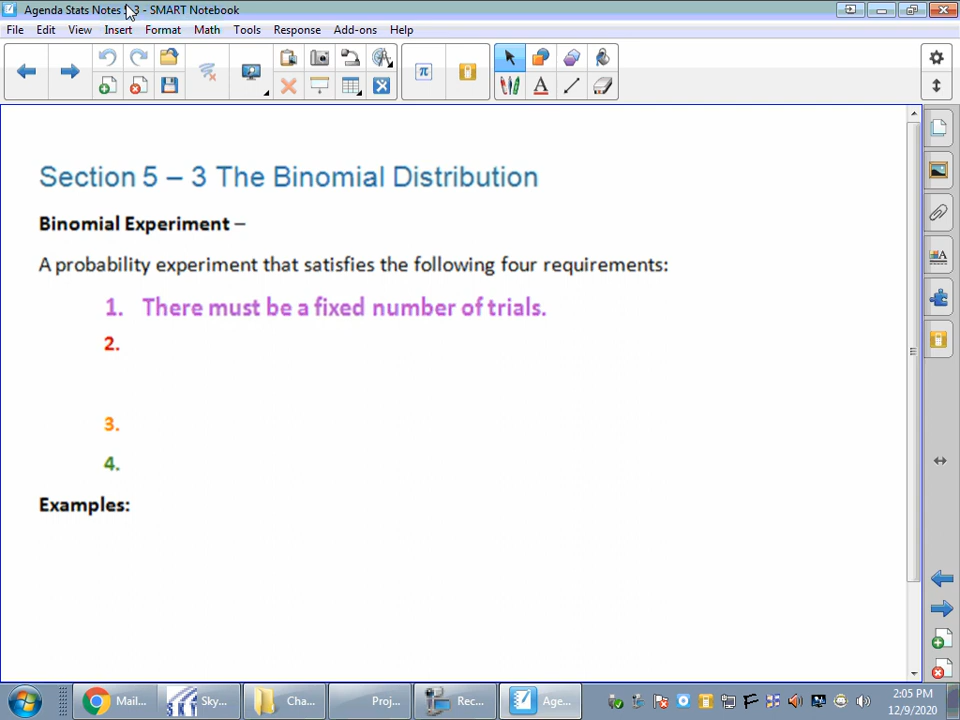 Agenda Stats Notes 5-3 - SMART Notebook
File Edit View Insert Format Math Tools Response Add-ons Help
Section 5 – 3 The Binomial Distribution
Binomial Experiment –
A probability experiment that satisfies the following four requirements:
1. There must be a fixed number of trials.
2.
3.
4.
Examples:
Mail... Sky... Cha... Proj... Rec... Age...
2:05 PM
12/9/2020